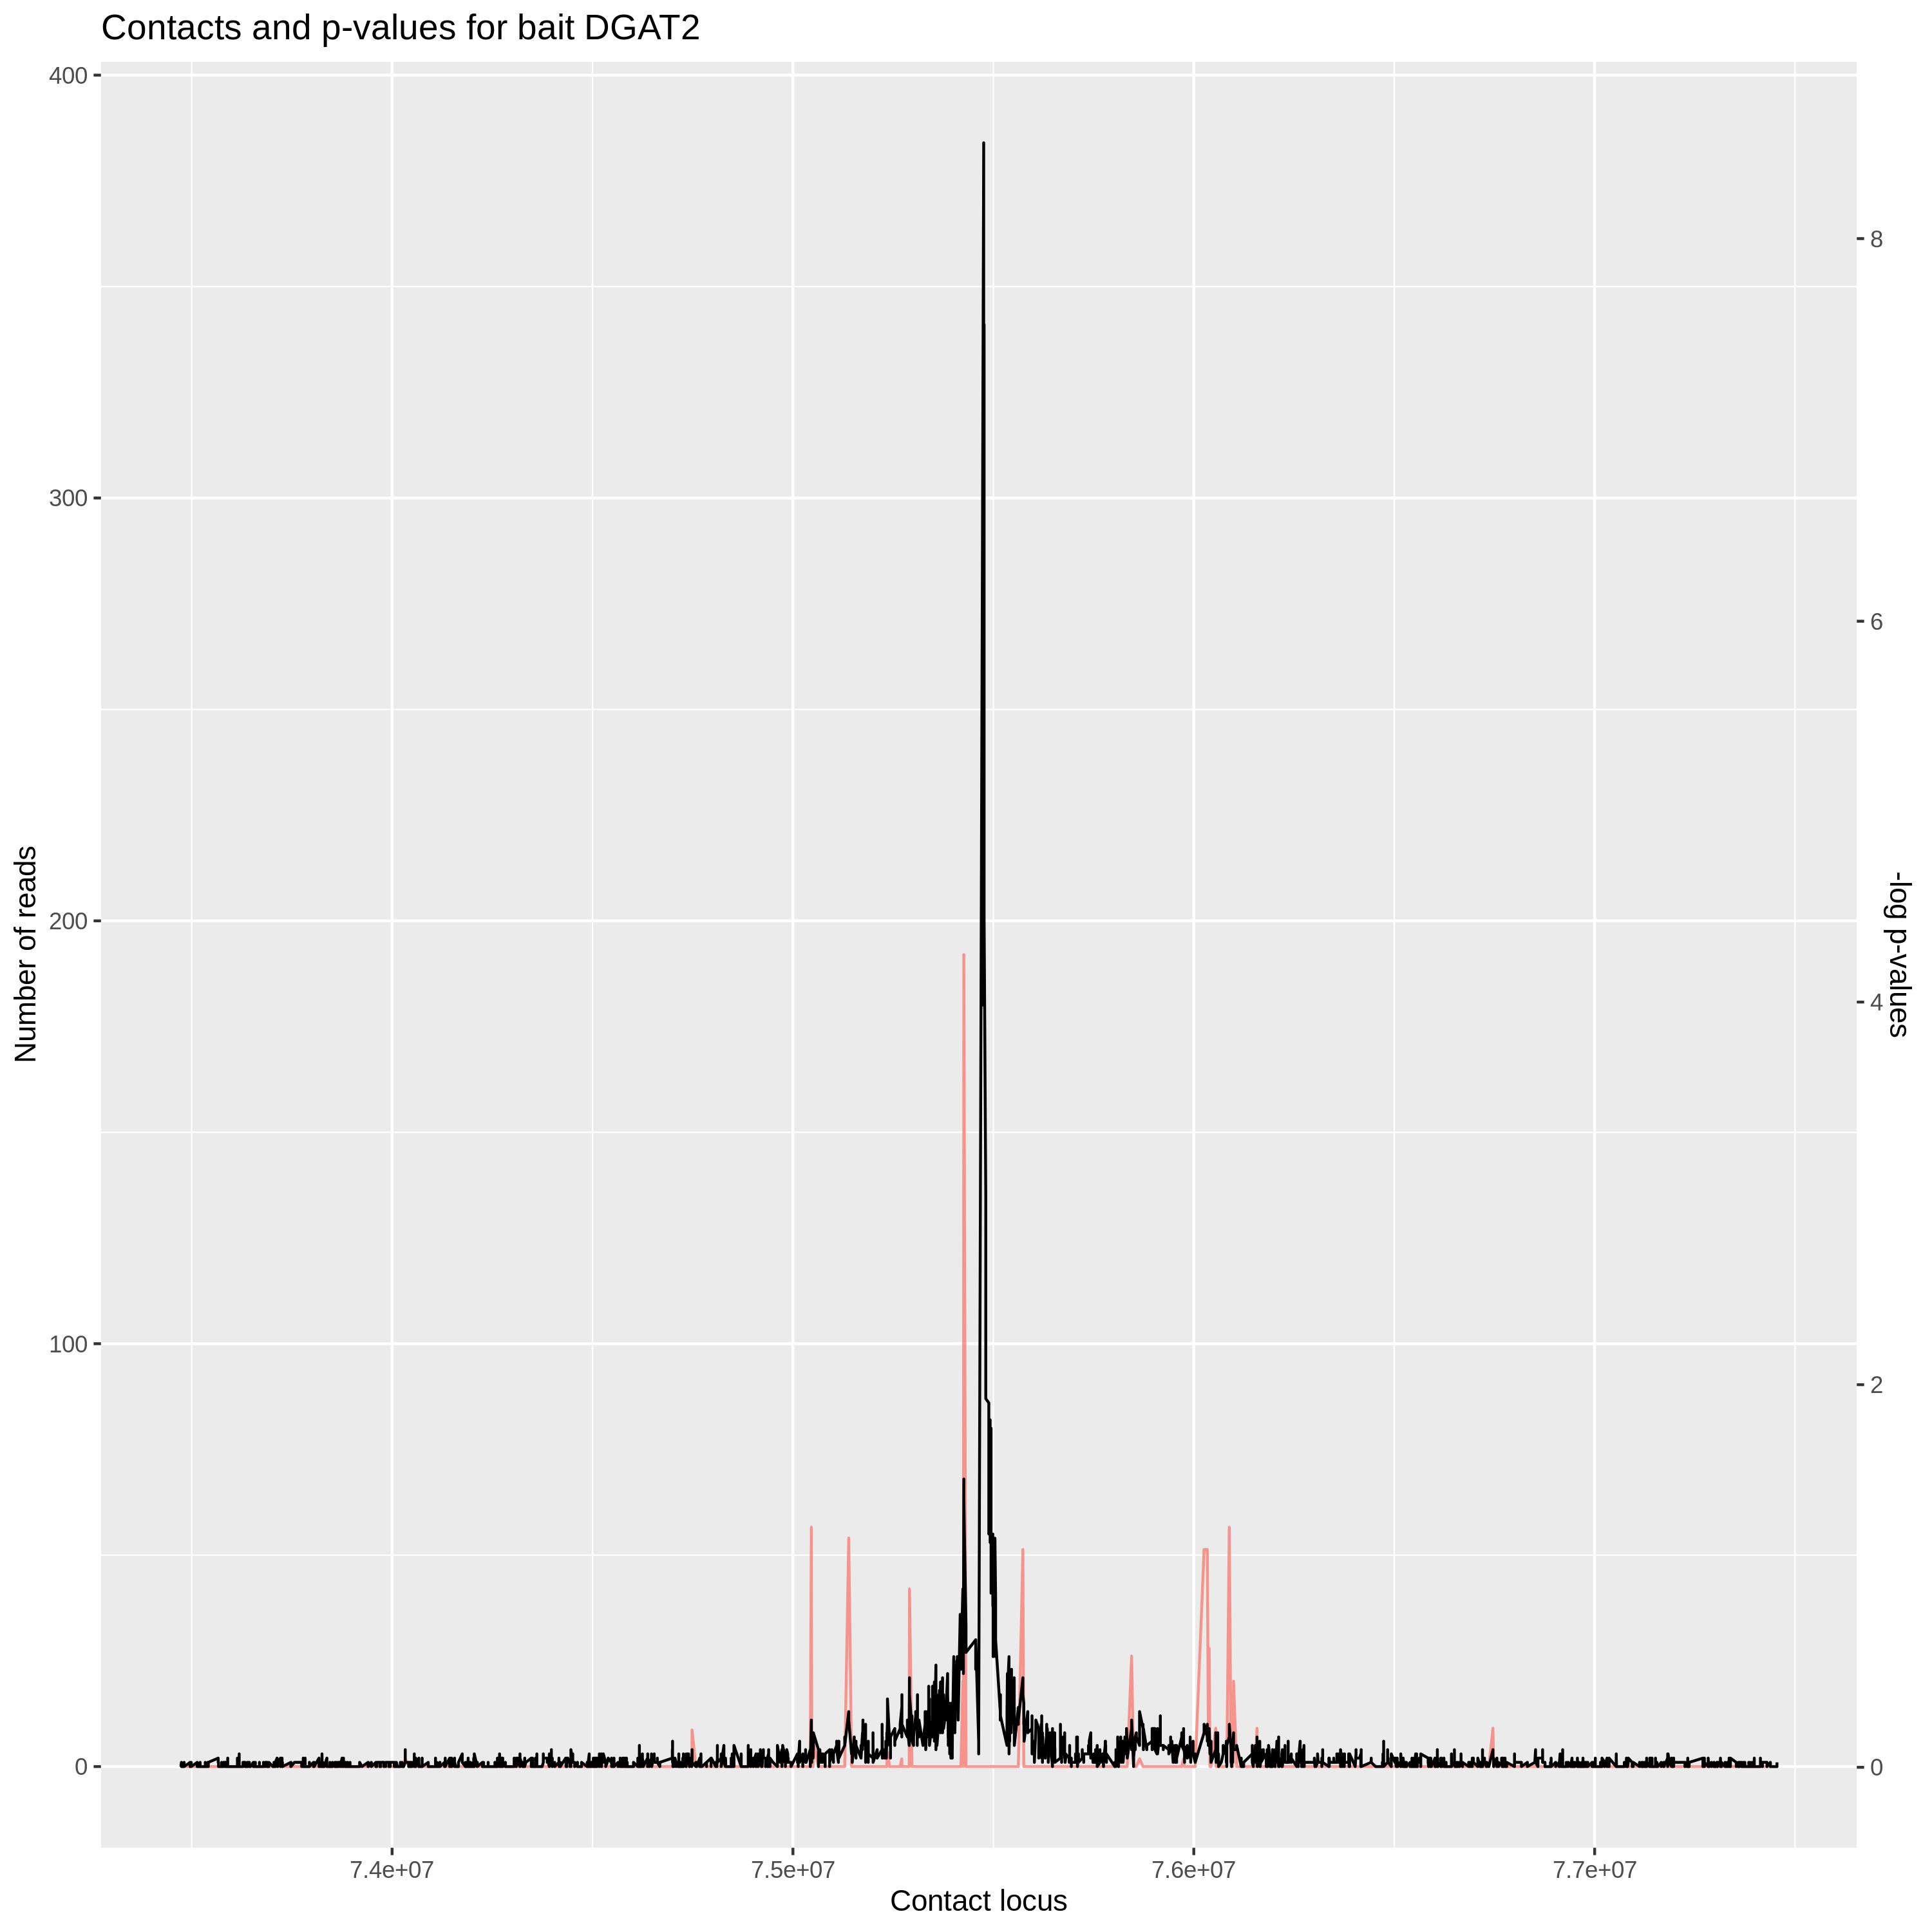 Contacts and p-values for bait DGAT2
400
300
200
100
0
Number of reads
8
6
4
2
0
-log p-values
7.4e+07 7.5e+07 7.6e+07 7.7e+07
Contact locus